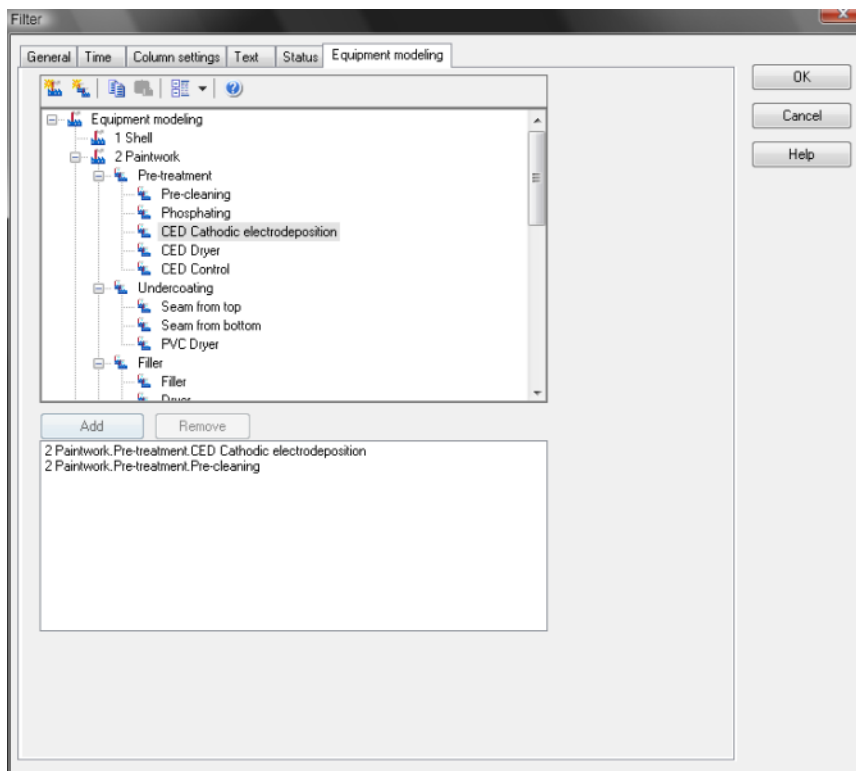 Filter
General Time Column settings Text Status Equipment modeling
OK
Cancel
Help
Equipment modeling
1 Shell
2 Paintwork
Pre-treatment
Pre-cleaning
Phosphating
CED Cathodic electrodeposition
CED Dryer
CED Control
Undercoating
Seam from top
Seam from bottom
PVC Dryer
Filler
Filler
Dryer
Add Remove
2 Paintwork.Pre-treatment.CED Cathodic electrodeposition
2 Paintwork.Pre-treatment.Pre-cleaning